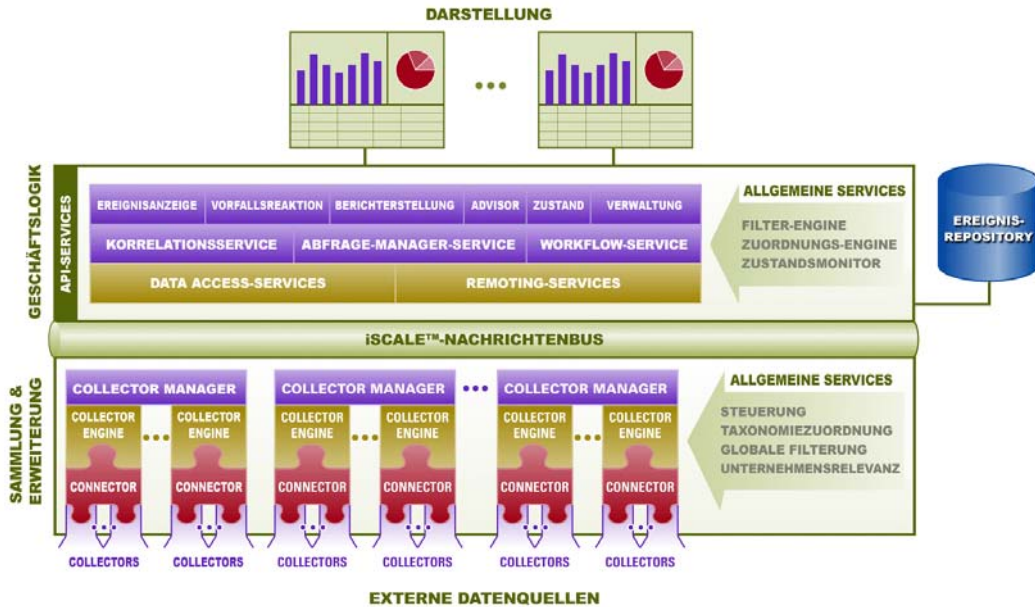 DARSTELLUNG
GESCHÄFTSLOGIK
API-SERVICES
EREIGNISANZEIGE VORFALLSREAKTION BERICHTERSTELLUNG ADVISOR ZUSTAND VERWALTUNG
KORRELATIONSSERVICE ABFRAGE-MANAGER-SERVICE WORKFLOW-SERVICE
DATA ACCESS-SERVICES REMOTING-SERVICES
ALLGEMEINE SERVICES
FILTER-ENGINE
ZUORDNUNGS-ENGINE
ZUSTANDSMONITOR
EREIGNIS-
REPOSITORY
iSCALE™-NACHRICHTENBUS
SAMMLUNG &
ERWEITERUNG
COLLECTOR MANAGER COLLECTOR MANAGER COLLECTOR MANAGER
COLLECTOR COLLECTOR COLLECTOR COLLECTOR COLLECTOR COLLECTOR
ENGINE ENGINE ENGINE ENGINE ENGINE ENGINE
CONNECTOR CONNECTOR CONNECTOR CONNECTOR CONNECTOR CONNECTOR
COLLECTORS COLLECTORS COLLECTORS COLLECTORS COLLECTORS COLLECTORS
ALLGEMEINE SERVICES
STEUERUNG
TAXONOMIEZUORDNUNG
GLOBALE FILTERUNG
UNTERNEHMENSRELEVANZ
EXTERNE DATENQUELLEN